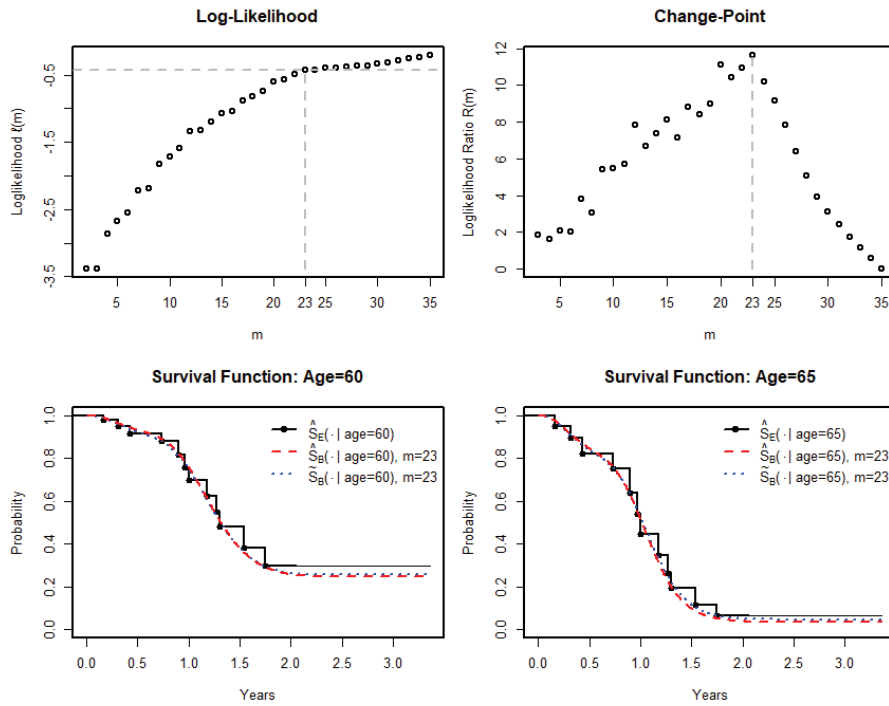 Log-Likelihood
Loglikelihood ℓ(m)
-0.5
-1.5
-2.5
-3.5
5 10 15 20 23 25 30 35
m
Change-Point
Loglikelihood Ratio R(m)
12
10
8
6
4
2
0
5 10 15 20 23 25 30 35
m
Survival Function: Age=60
Probability
1.0
0.8
0.6
0.4
0.2
0.0
Ŝ_E(·| age=60)
Ŝ_B(·| age=60), m=23
S̃_B(·| age=60), m=23
0.0 0.5 1.0 1.5 2.0 2.5 3.0
Years
Survival Function: Age=65
Probability
1.0
0.8
0.6
0.4
0.2
0.0
Ŝ_E(·| age=65)
Ŝ_B(·| age=65), m=23
S̃_B(·| age=65), m=23
0.0 0.5 1.0 1.5 2.0 2.5 3.0
Years